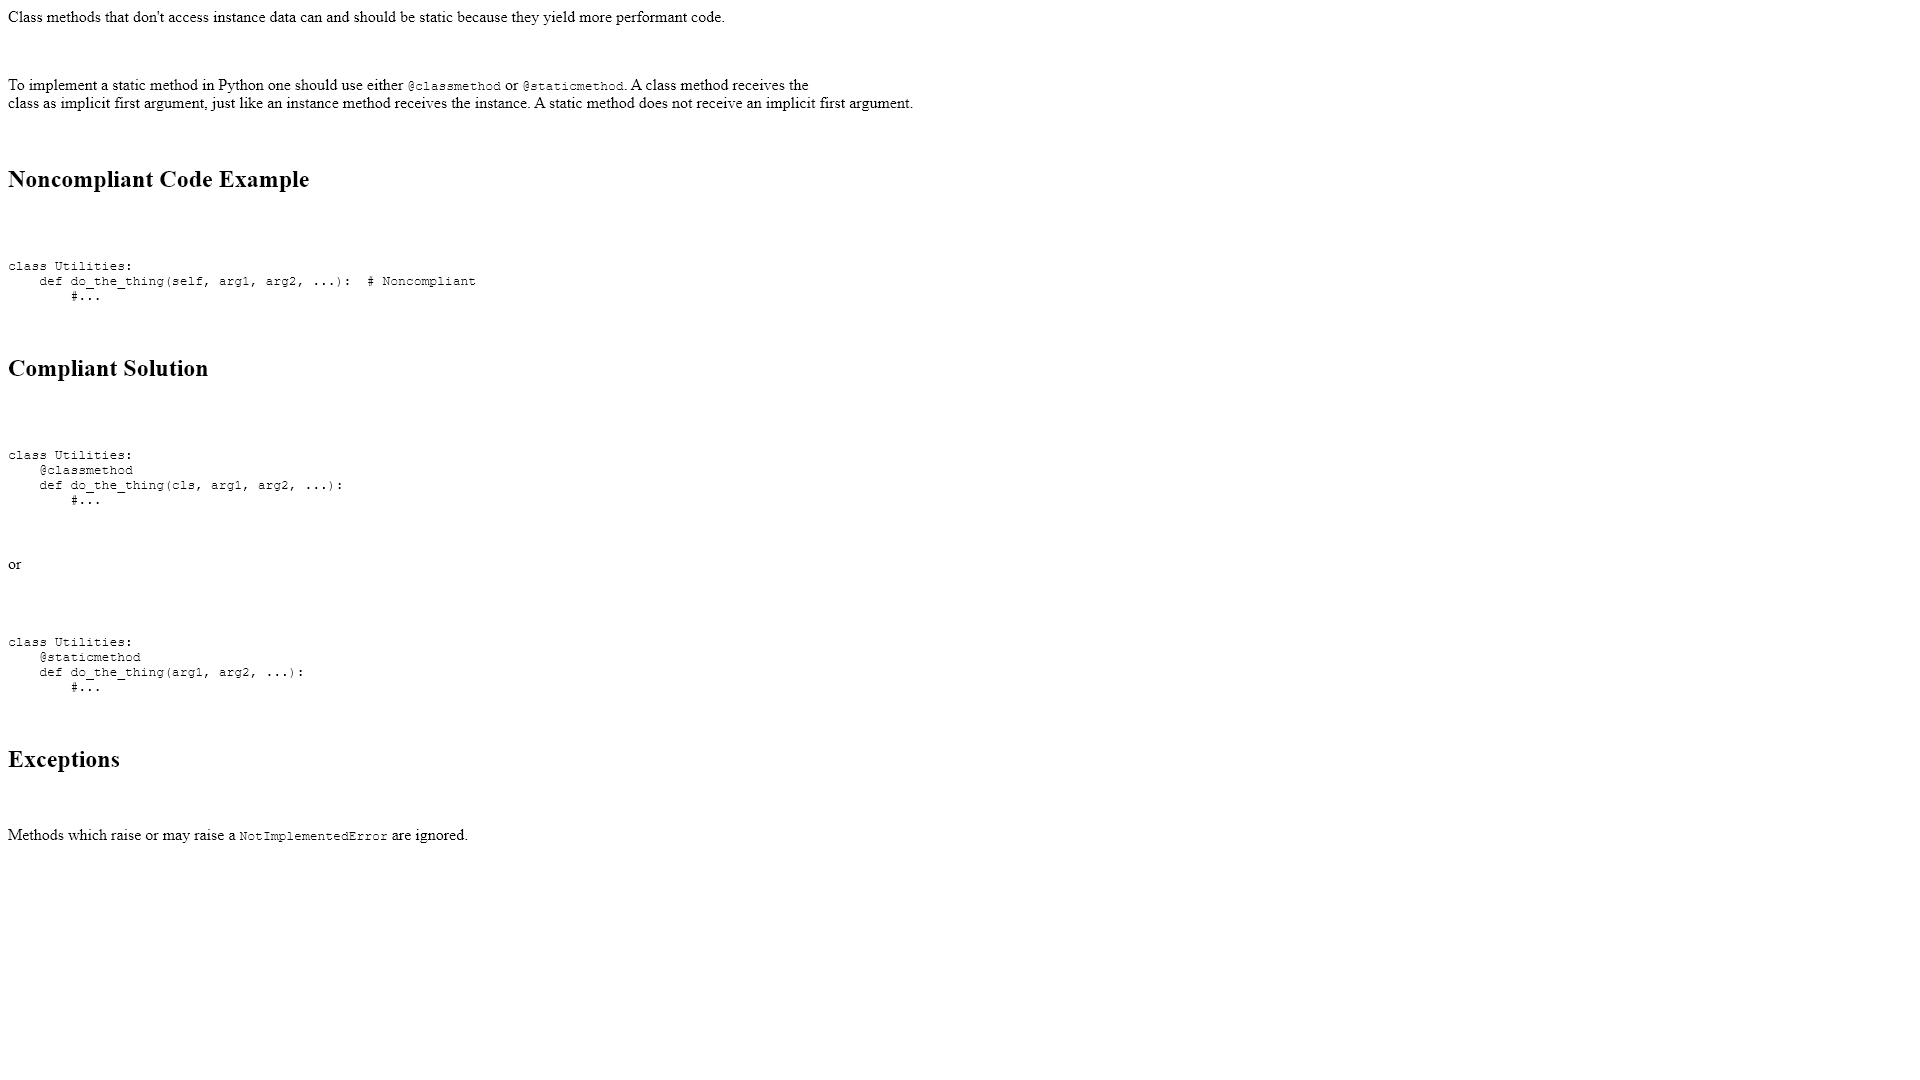 Class methods that don't access instance data can and should be static because they yield more performant code.
To implement a static method in Python one should use either @classmethod or @staticmethod. A class method receives the
class as implicit first argument, just like an instance method receives the instance. A static method does not receive an implicit first argument.
Noncompliant Code Example
class Utilities:
    def do_the_thing(self, arg1, arg2, ...):  # Noncompliant
        #...
Compliant Solution
class Utilities:
    @classmethod
    def do_the_thing(cls, arg1, arg2, ...):
        #...
or
class Utilities:
    @staticmethod
    def do_the_thing(arg1, arg2, ...):
        #...
Exceptions
Methods which raise or may raise a NotImplementedError are ignored.